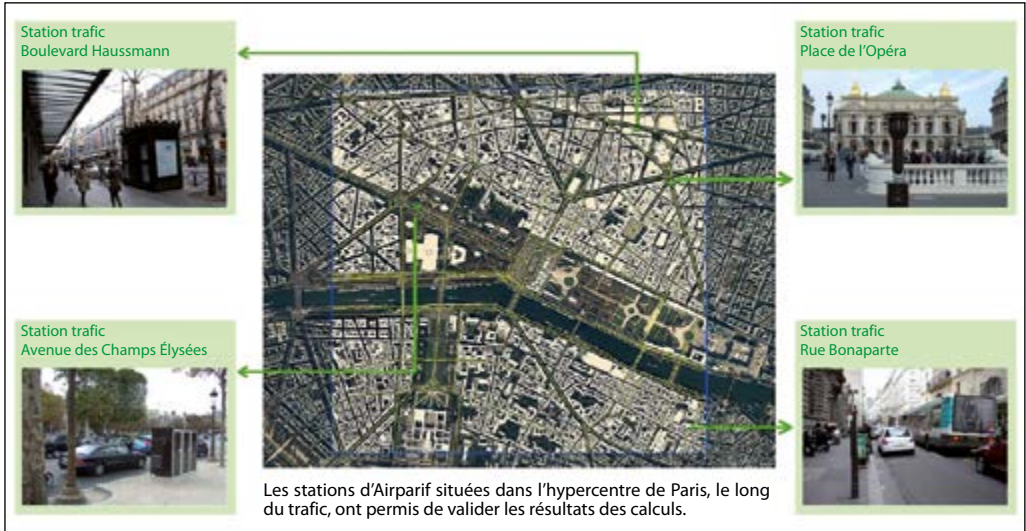 Station trafic
Boulevard Haussmann
Station trafic
Place de l'Opéra
Station trafic
Avenue des Champs Élysées
Station trafic
Rue Bonaparte
Les stations d'Airparif situées dans l'hypercentre de Paris, le long
du trafic, ont permis de valider les résultats des calculs.